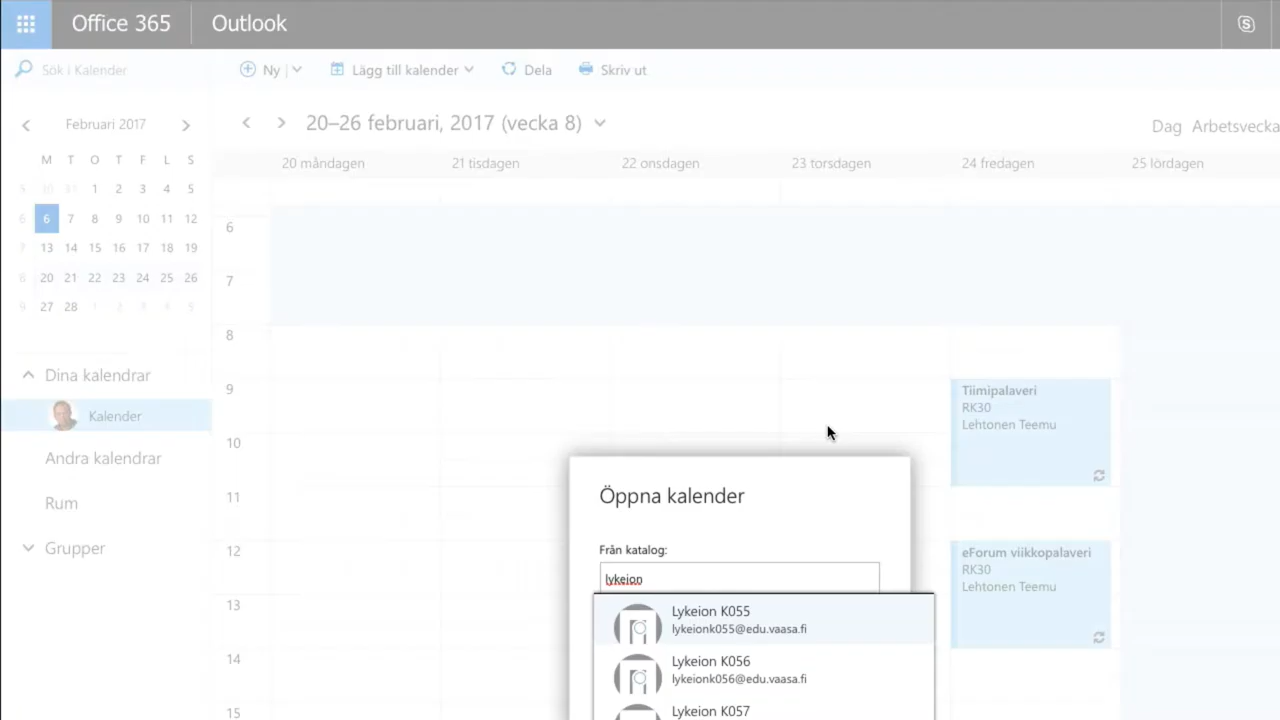 Office 365
Outlook
Sök i Kalender
Ny
Lägg till kalender
Dela
Skriv ut
Februari 2017
20–26 februari, 2017 (vecka 8)
Dag Arbetsvecka
M T O T F L S
5 30 31 1 2 3 4 5
6 6 7 8 9 10 11 12
7 13 14 15 16 17 18 19
8 20 21 22 23 24 25 26
9 27 28 1 2 3 4 5
20 måndagen
21 tisdagen
22 onsdagen
23 torsdagen
24 fredagen
25 lördagen
6
7
8
9
10
11
12
13
14
15
Dina kalendrar
Kalender
Andra kalendrar
Rum
Grupper
Tiimipalaveri
RK30
Lehtonen Teemu
eForum viikkopalaveri
RK30
Lehtonen Teemu
Öppna kalender
Från katalog:
lykeion
Lykeion K055
lykeionk055@edu.vaasa.fi
Lykeion K056
lykeionk056@edu.vaasa.fi
Lykeion K057